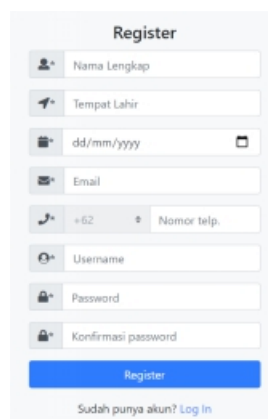 Register
* Nama Lengkap
* Tempat Lahir
* dd/mm/yyyy
* Email
* +62 Nomor telp.
* Username
* Password
* Konfirmasi password
Register
Sudah punya akun? Log In